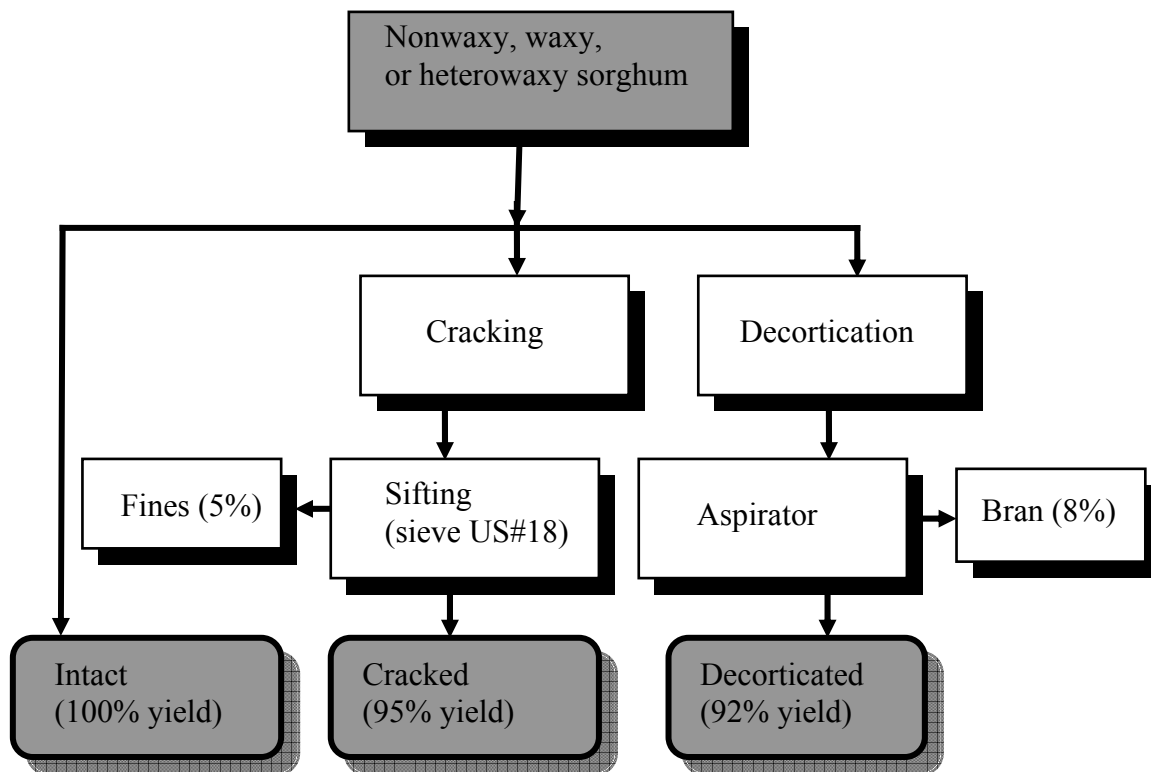 Nonwaxy, waxy,
or heterowaxy sorghum
Cracking
Decortication
Fines (5%)
Sifting
(sieve US#18)
Aspirator
Bran (8%)
Intact
(100% yield)
Cracked
(95% yield)
Decorticated
(92% yield)